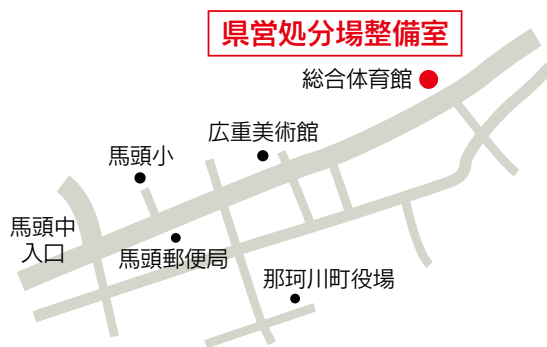 県営処分場整備室
総合体育館
広重美術館
馬頭小
馬頭中
入口
馬頭郵便局
那珂川町役場